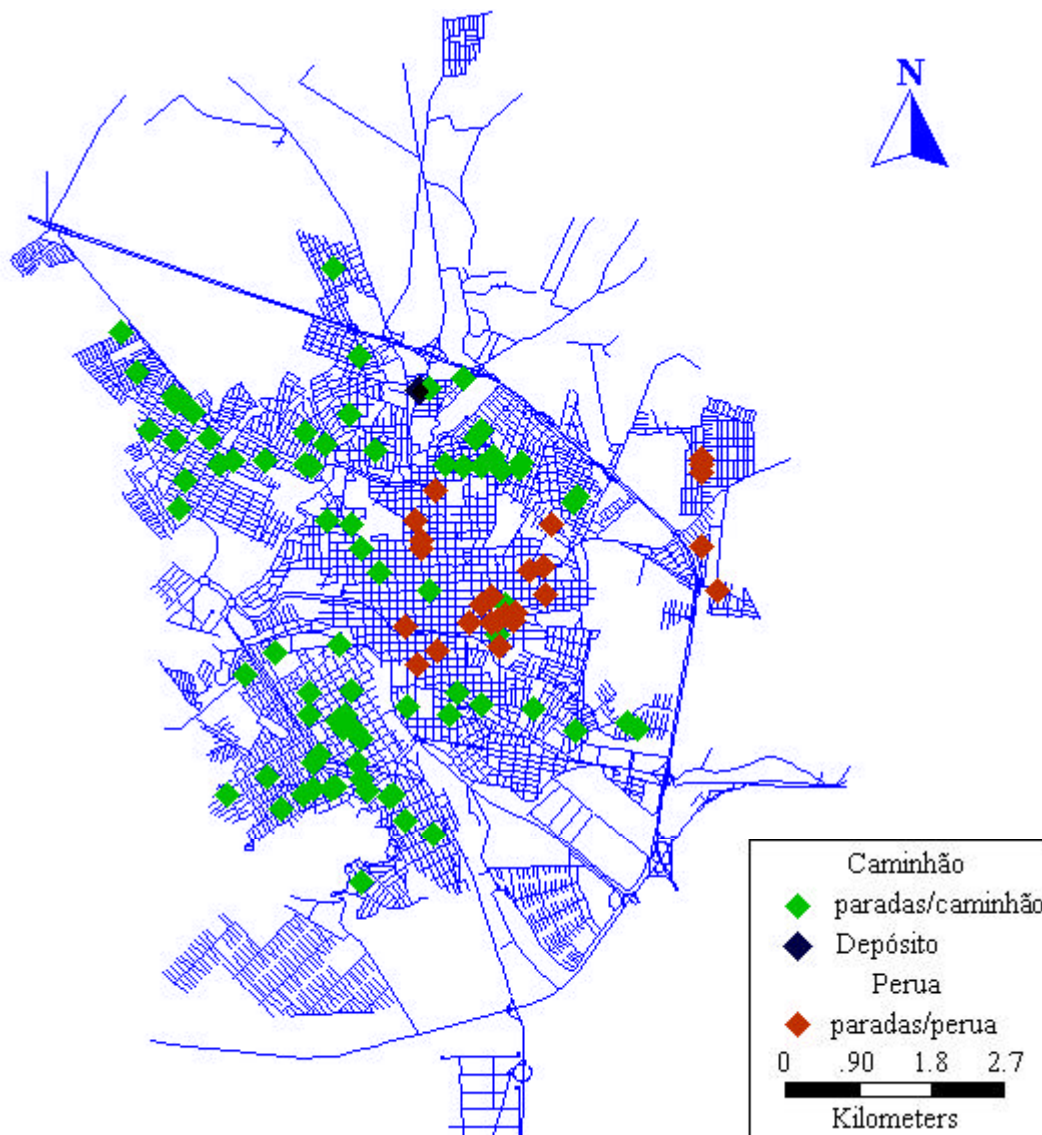 N
Caminhão
paradas/caminhão
Depósito
Perua
paradas/perua
0 .90 1.8 2.7
Kilometers